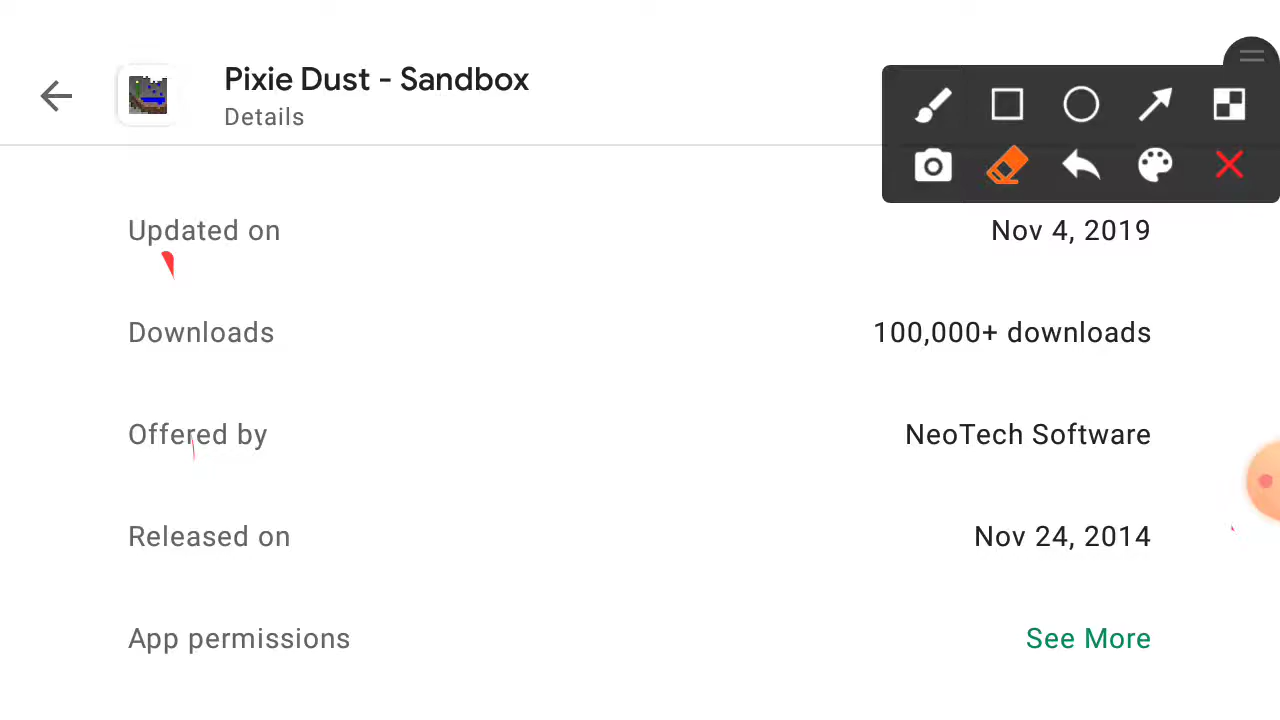 Pixie Dust - Sandbox
Details
Updated on Nov 4, 2019
Downloads 100,000+ downloads
Offered by NeoTech Software
Released on Nov 24, 2014
App permissions See More